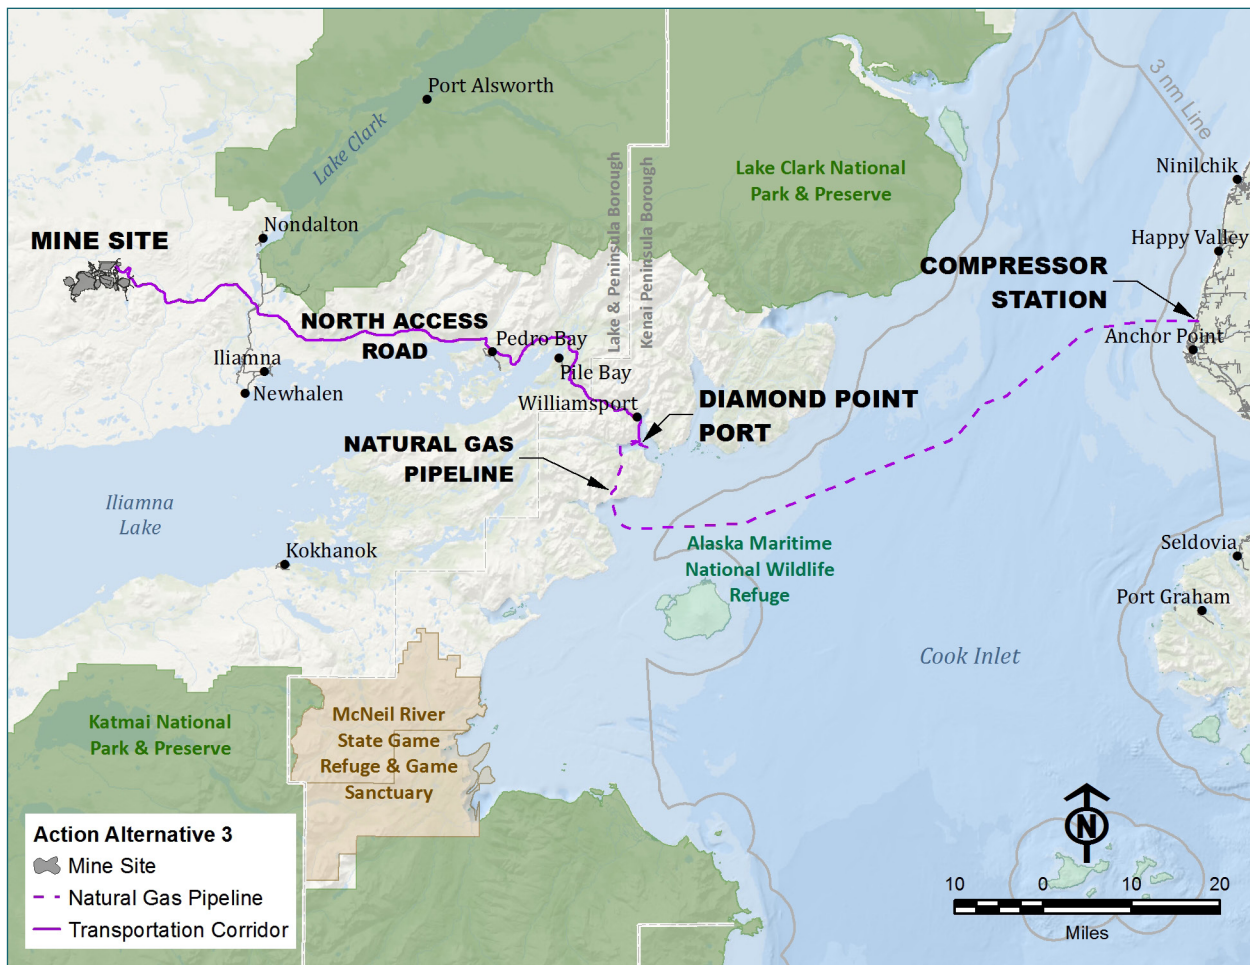 Port Alsworth
Lake Clark
3 nm Line
Ninilchik
Lake Clark National
Park & Preserve
Lake & Peninsula Borough
Kenai Peninsula Borough
Nondalton
MINE SITE
Happy Valley
COMPRESSOR
STATION
NORTH ACCESS
ROAD
Anchor Point
Pedro Bay
Iliamna
Pile Bay
Newhalen
Williamsport
DIAMOND POINT
PORT
NATURAL GAS
PIPELINE
Iliamna
Lake
Alaska Maritime
National Wildlife
Refuge
Seldovia
Kokhanok
Port Graham
Cook Inlet
Katmai National
Park & Preserve
McNeil River
State Game
Refuge & Game
Sanctuary
N
Action Alternative 3
Mine Site
Natural Gas Pipeline
Transportation Corridor
10 0 10 20
Miles